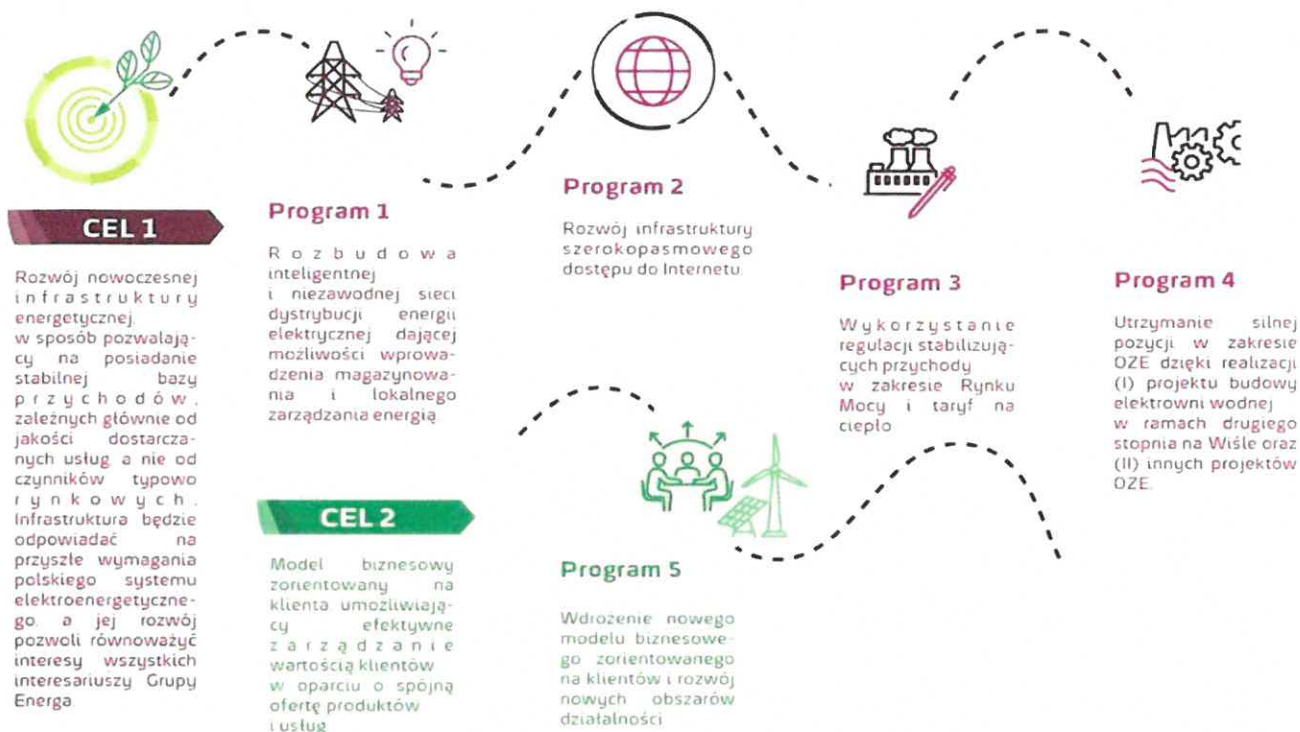 CEL 1
Rozwój nowoczesnej
infrastruktury
energetycznej
w sposób pozwalają-
cy na posiadanie
stabilnej bazy
przychodów,
zależnych głównie od
jakości dostarcza-
nych usług a nie od
czynników typowo
rynkowych.
Infrastruktura będzie
odpowiadać na
przyszłe wymagania
polskiego systemu
elektroenergetyczne-
go, a jej rozwój
pozwoli równoważyć
interesy wszystkich
interesariuszy Grupy
Energa
Program 1
Rozbudowa
inteligentnej
i niezawodnej sieci
dystrybucji energii
elektrycznej dającej
możliwości wprowa-
dzenia magazynowa-
nia i lokalnego
zarządzania energią
Program 2
Rozwój infrastruktury
szerokopasmowego
dostępu do Internetu
Program 3
Wykorzystanie
regulacji stabilizują-
cych przychody
w zakresie Rynku
Mocy i taryf na
ciepło
Program 4
Utrzymanie silnej
pozycji w zakresie
OZE dzięki realizacji
(I) projektu budowy
elektrowni wodnej
w ramach drugiego
stopnia na Wiśle oraz
(II) innych projektów
OZE.
CEL 2
Model biznesowy
zorientowany na
klienta, umożliwiają-
cy efektywne
zarządzanie
wartością klientów
w oparciu o spójną
ofertę produktów
i usług
Program 5
Wdrożenie nowego
modelu biznesowe-
go zorientowanego
na klientów i rozwój
nowych obszarów
działalności